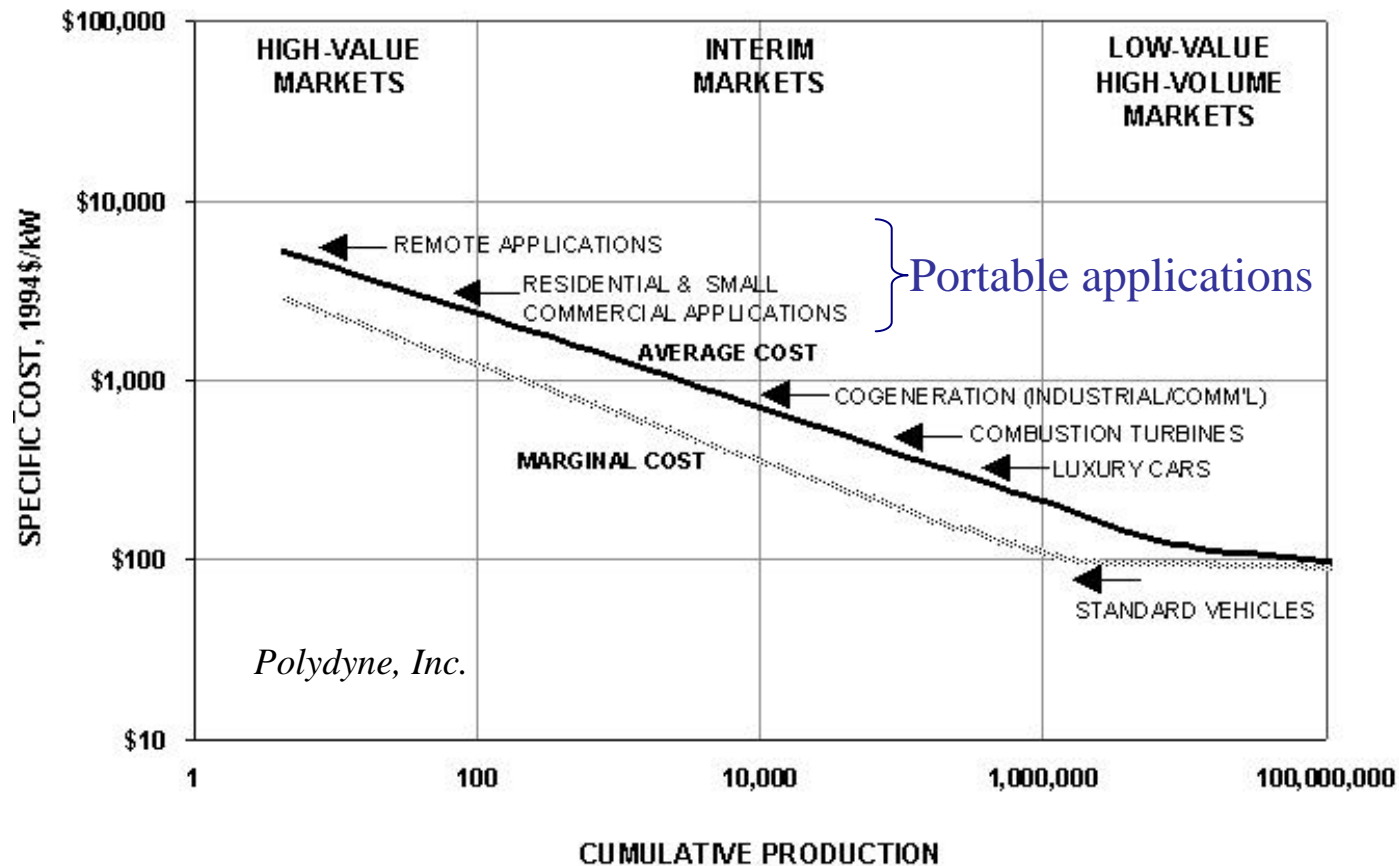 $100,000
HIGH-VALUE
MARKETS
INTERIM
MARKETS
LOW-VALUE
HIGH-VOLUME
MARKETS
$10,000
REMOTE APPLICATIONS
Portable applications
RESIDENTIAL & SMALL
COMMERCIAL APPLICATIONS
AVERAGE COST
$1,000
COGENERATION (INDUSTRIAL/COMM'L)
COMBUSTION TURBINES
MARGINAL COST
LUXURY CARS
$100
STANDARD VEHICLES
Polydyne, Inc.
$10
SPECIFIC COST, 1994$/kW
1
100
10,000
1,000,000
100,000,000
CUMULATIVE PRODUCTION